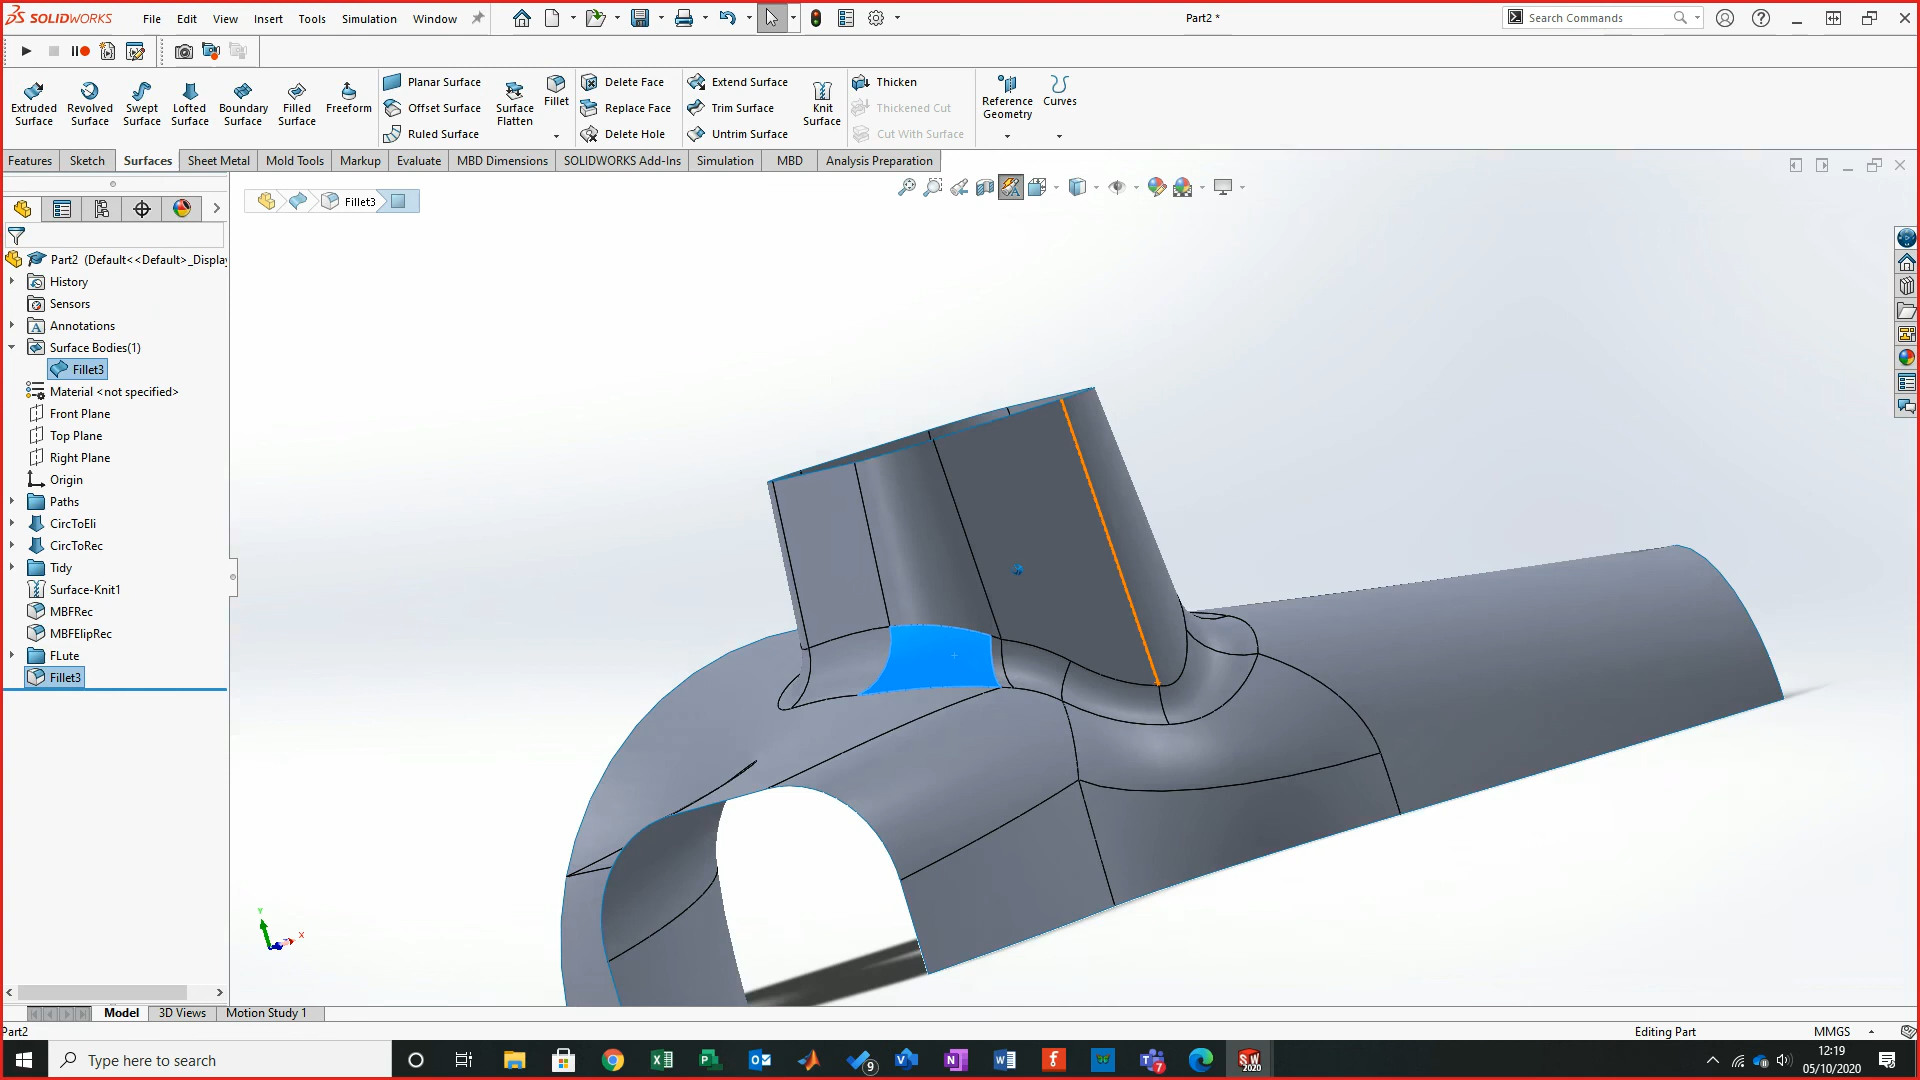 SOLIDWORKS
File Edit View Insert Tools Simulation Window
Part2 *
Search Commands
Extruded Surface
Revolved Surface
Swept Surface
Lofted Surface
Boundary Surface
Filled Surface
Freeform
Planar Surface
Offset Surface
Ruled Surface
Surface Flatten
Fillet
Delete Face
Replace Face
Delete Hole
Extend Surface
Trim Surface
Untrim Surface
Knit Surface
Thicken
Thickened Cut
Cut With Surface
Reference Geometry
Curves
Features Sketch Surfaces Sheet Metal Mold Tools Markup Evaluate MBD Dimensions SOLIDWORKS Add-Ins Simulation MBD Analysis Preparation
Fillet3
Part2 (Default<<Default>_Displa
History
Sensors
Annotations
Surface Bodies(1)
Fillet3
Material <not specified>
Front Plane
Top Plane
Right Plane
Origin
Paths
CircToEli
CircToRec
Tidy
Surface-Knit1
MBFRec
MBFElipRec
FLute
Fillet3
Y
X
Model 3D Views Motion Study 1
Part2
Editing Part
MMGS
Type here to search
9
7
SW
2020
12:19
05/10/2020